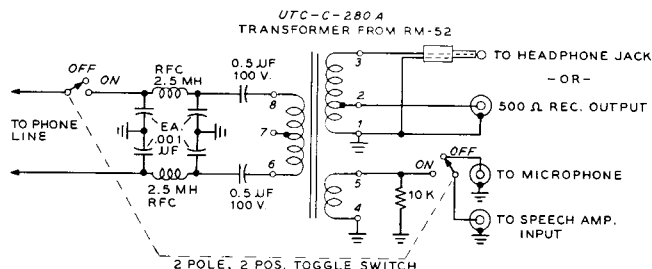 UTC-C-280A
TRANSFORMER FROM RM-52
OFF
ON
RFC
2.5 MH
0.5 µF
100 V.
8
3
TO HEADPHONE JACK
-OR-
TO PHONE
LINE
EA.
.001
µF
7
2
500 Ω REC. OUTPUT
1
6
2.5 MH
RFC
0.5 µF
100 V.
5
ON
OFF
10 K
TO MICROPHONE
4
TO SPEECH AMP.
INPUT
2 POLE, 2 POS. TOGGLE SWITCH